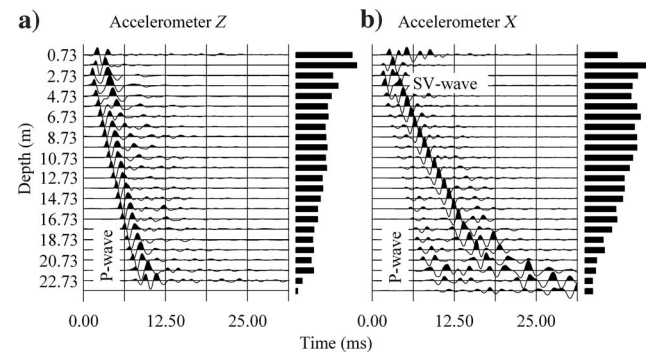 a)
Accelerometer Z
b)
Accelerometer X
Depth (m)
0.73
2.73
4.73
6.73
8.73
10.73
12.73
14.73
16.73
18.73
20.73
22.73
P-wave
SV-wave
P-wave
0.00 12.50 25.00
0.00 12.50 25.00
Time (ms)